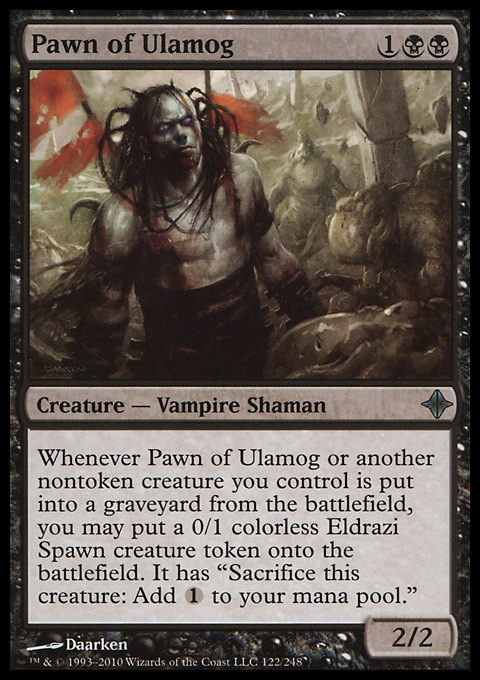 Pawn of Ulamog 1
DAARKEN
Creature — Vampire Shaman
Whenever Pawn of Ulamog or another
nontoken creature you control is put
into a graveyard from the battlefield,
you may put a 0/1 colorless Eldrazi
Spawn creature token onto the
battlefield. It has “Sacrifice this
creature: Add 1 to your mana pool.”
2/2
Daarken
™ & © 1993–2010 Wizards of the Coast LLC 122/248